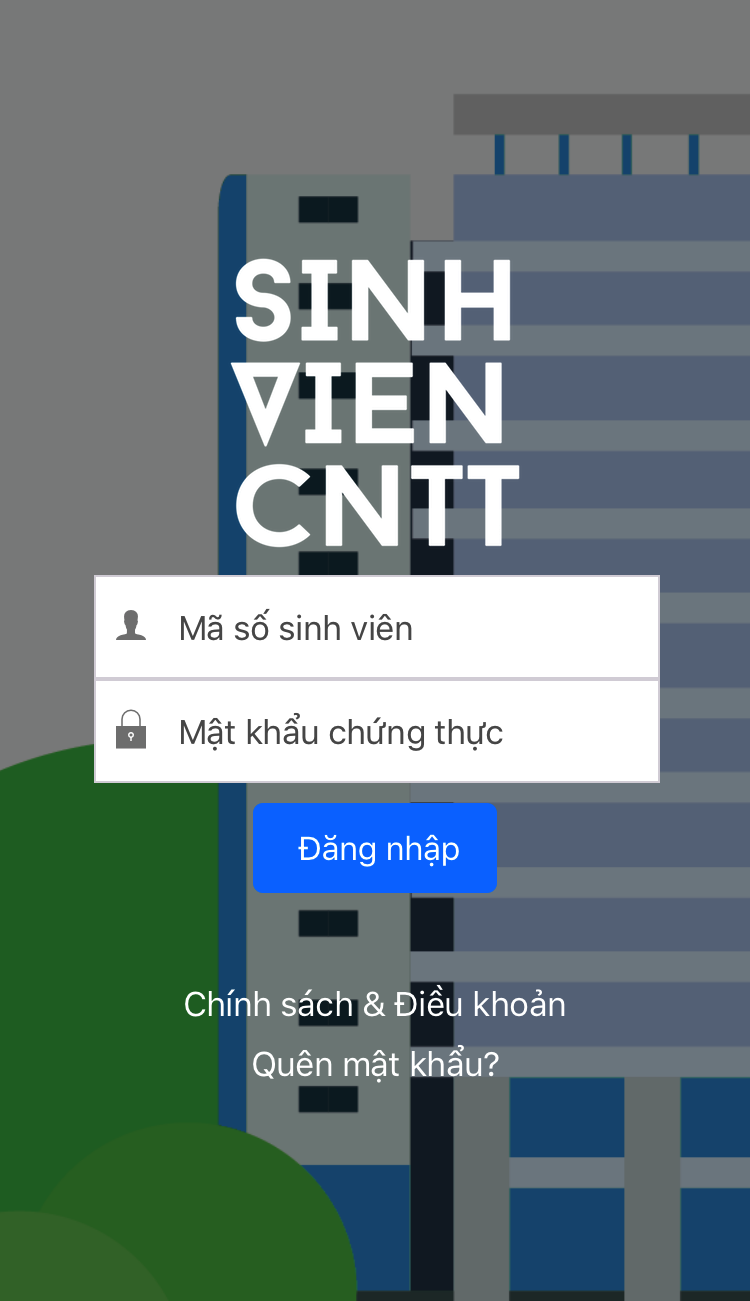 SINH
VIEN
CNTT
Mã số sinh viên
Mật khẩu chứng thực
Đăng nhập
Chính sách & Điều khoản
Quên mật khẩu?